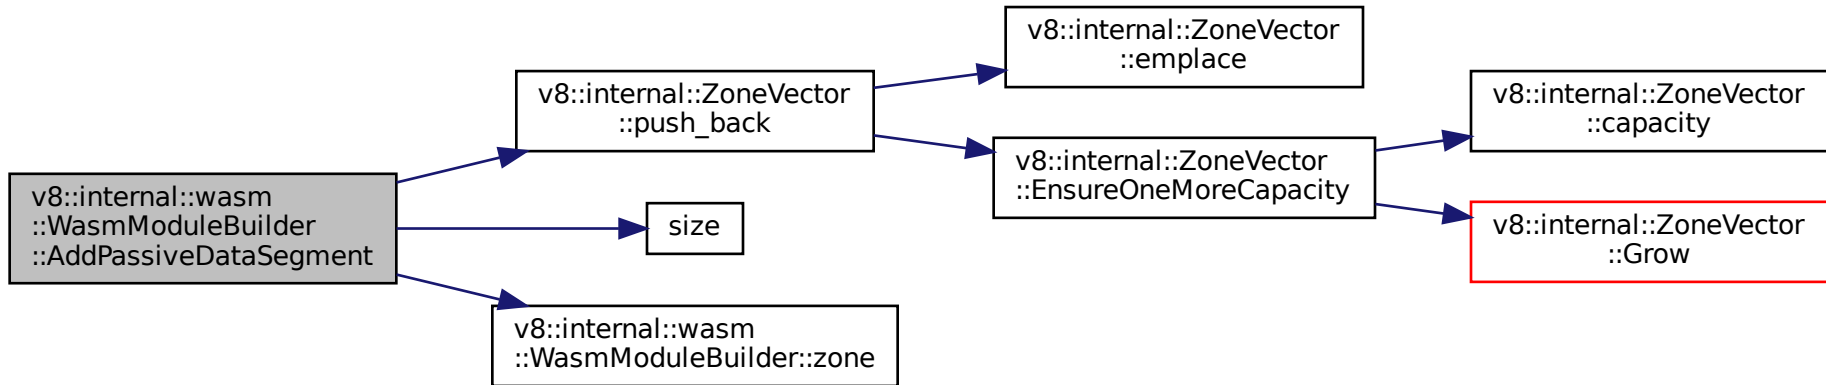 v8::internal::wasm
::WasmModuleBuilder
::AddPassiveDataSegment
v8::internal::ZoneVector
::push_back
size
v8::internal::wasm
::WasmModuleBuilder::zone
v8::internal::ZoneVector
::emplace
v8::internal::ZoneVector
::EnsureOneMoreCapacity
v8::internal::ZoneVector
::capacity
v8::internal::ZoneVector
::Grow